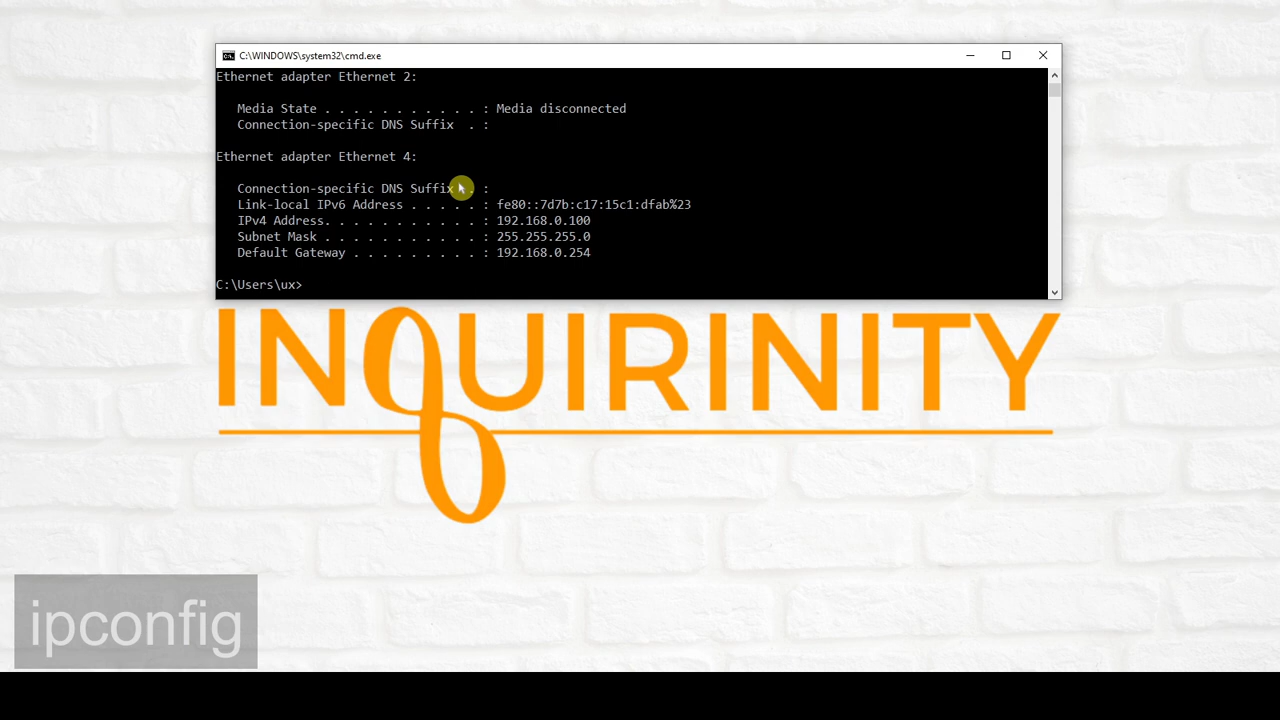 C:\WINDOWS\system32\cmd.exe
Ethernet adapter Ethernet 2:
Media State . . . . . . . . . . . : Media disconnected
Connection-specific DNS Suffix  . :
Ethernet adapter Ethernet 4:
Connection-specific DNS Suffix  . :
Link-local IPv6 Address . . . . . : fe80::7d7b:c17:15c1:dfab%23
IPv4 Address. . . . . . . . . . . : 192.168.0.100
Subnet Mask . . . . . . . . . . . : 255.255.255.0
Default Gateway . . . . . . . . . : 192.168.0.254
C:\Users\ux>
INQUIRINITY
ipconfig